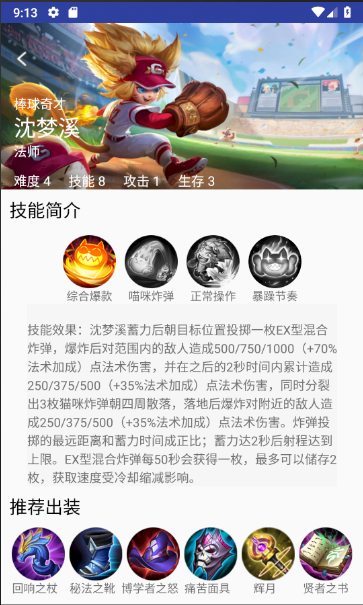 9:13
棒球奇才
沈梦溪
法师
难度 4 技能 8 攻击 1 生存 3
技能简介
综合爆款 喵咪炸弹 正常操作 暴躁节奏
技能效果：沈梦溪蓄力后朝目标位置投掷一枚EX型混合
炸弹，爆炸后对范围内的敌人造成500/750/1000（+70%
法术加成）点法术伤害，并在之后的2秒时间内累计造成
250/375/500（+35%法术加成）点法术伤害，同时分裂
出3枚猫咪炸弹朝四周散落，落地后爆炸对附近的敌人造
成250/375/500（+35%法术加成）点法术伤害。炸弹投
掷的最远距离和蓄力时间成正比；蓄力达2秒后射程达到
上限。EX型混合炸弹每50秒会获得一枚，最多可以储存2
枚，获取速度受冷却缩减影响。
推荐出装
回响之杖 秘法之靴 博学者之怒 痛苦面具 辉月 贤者之书